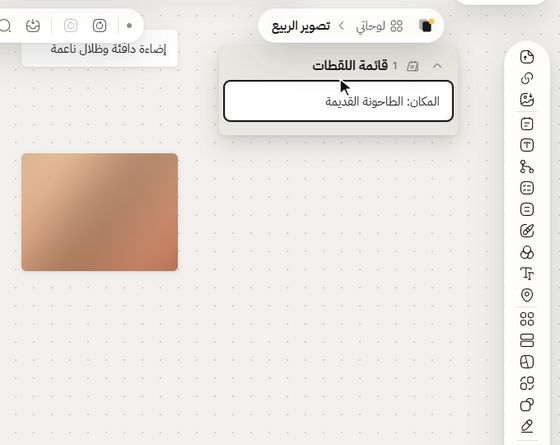 لوحاتي
تصوير الربيع
إضاءة دافئة وظلال ناعمة
1 قائمة اللقطات
المكان: الطاحونة القديمة